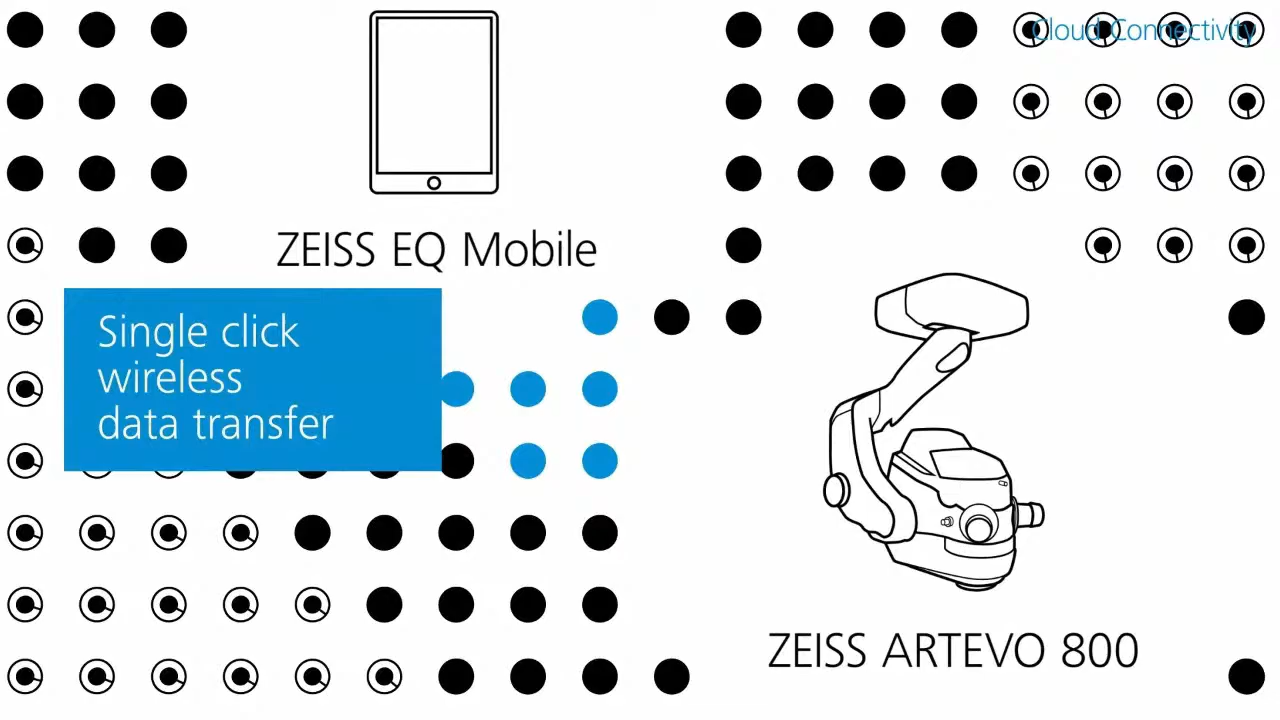 Cloud Connectivity
ZEISS EQ Mobile
Single click
wireless
data transfer
ZEISS ARTEVO 800